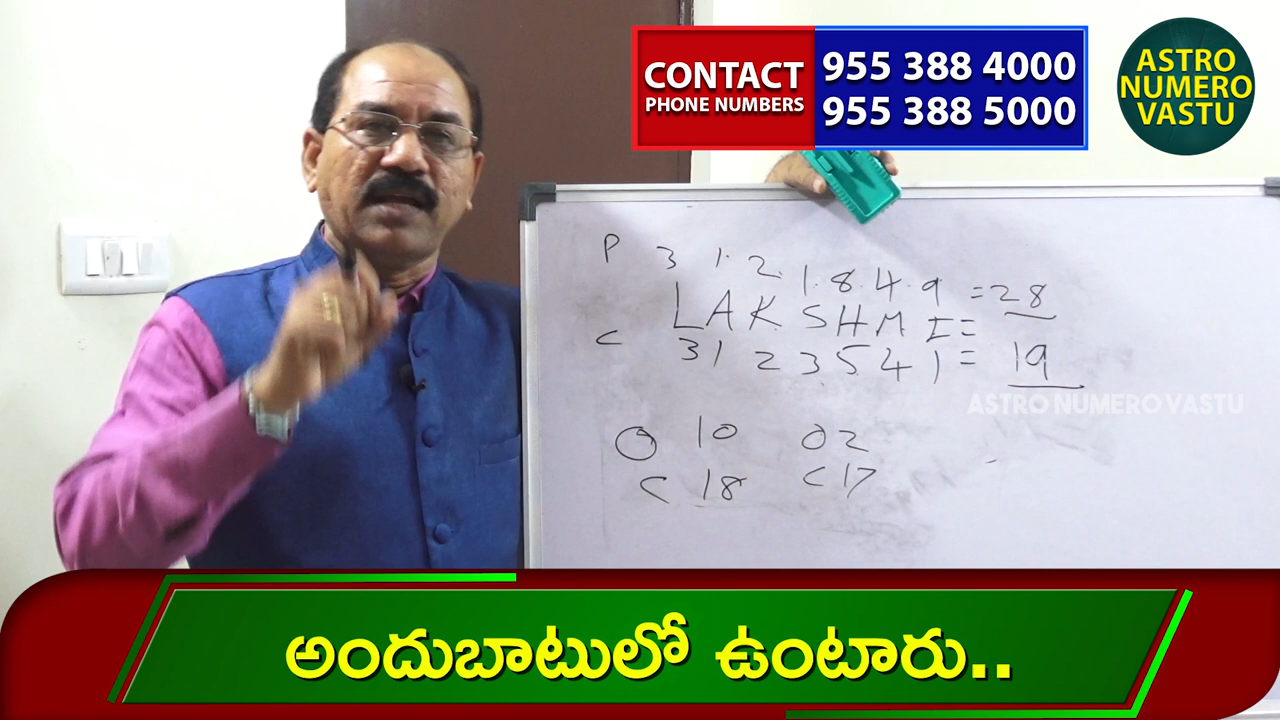 CONTACT
PHONE NUMBERS
955 388 4000
955 388 5000
ASTRO
NUMERO
VASTU
P 3 1. 2. 1. 8. 4. 9 = 28
LAKSHMI =
C 3 1 2 3 5 4 1 = 19
ASTRO NUMERO VASTU
O 10 O 2
C 18 C 17
అందుబాటులో ఉంటారు..